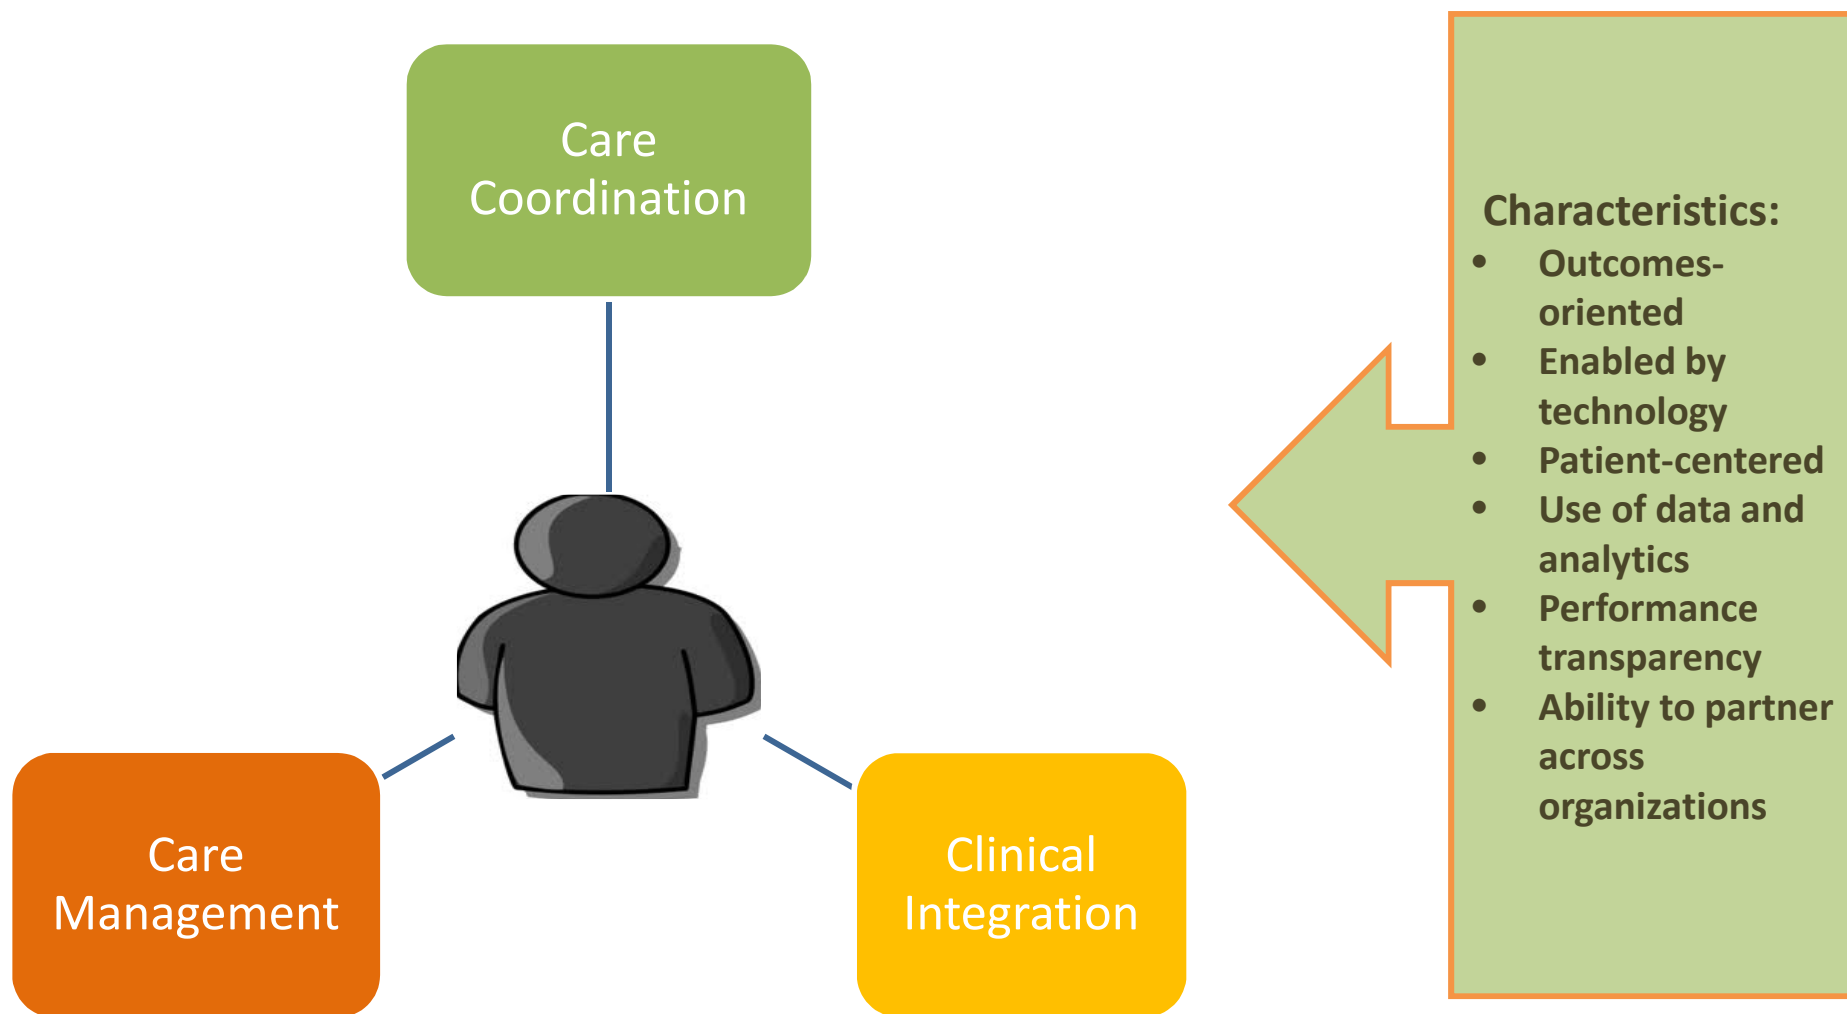 Care
Coordination
Care
Management
Clinical
Integration
Characteristics:
• Outcomes-
oriented
• Enabled by
technology
• Patient-centered
• Use of data and
analytics
• Performance
transparency
• Ability to partner
across
organizations